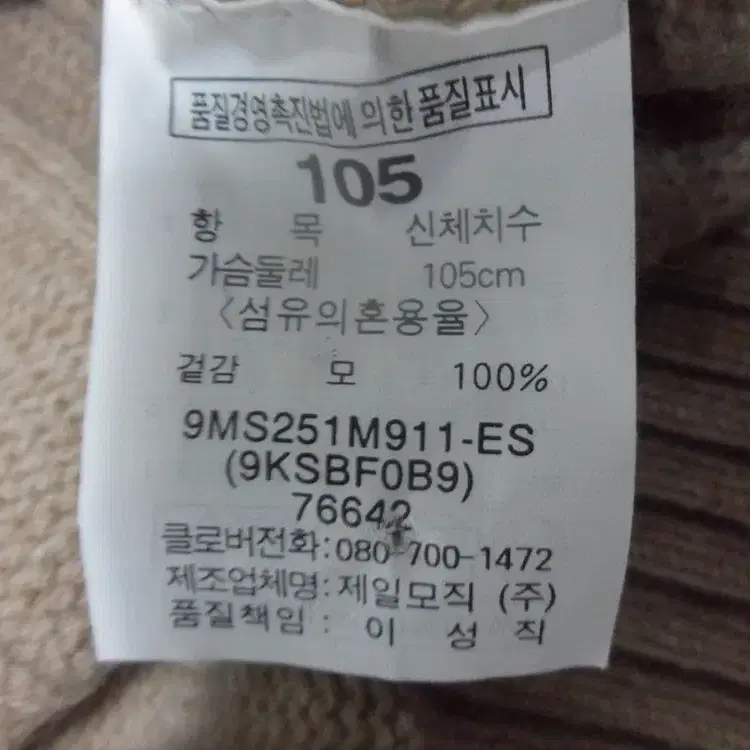 품질경영촉진법에 의한 품질표시
105
항 목 신체치수
가슴둘레 105cm
<섬유의혼용율>
겉감 모 100%
9MS251M911-ES
(9KSBF0B9)
76642
클로버전화:080-700-1472
제조업체명:제일모직 (주)
품질책임 : 이 성 직